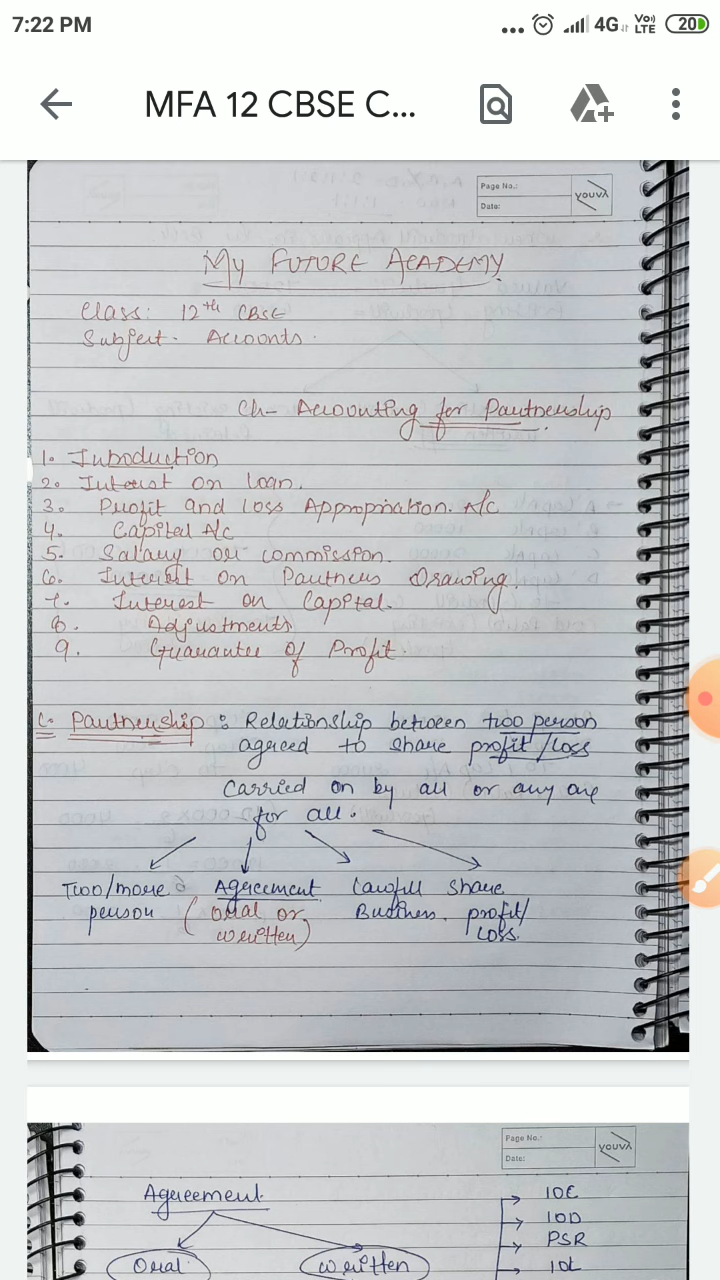 7:22 PM
... 4G Vo) LTE 20
MFA 12 CBSE C...
Page No.:
Date:
youva
My FUTURE ACADEMY
Class: 12th CBSE
Subject. Accounts.
Ch- Accounting for Partnership
1. Introduction
2. Interest on loan.
3. Profit and loss Appropriation. A/c
4. Capital A/c
5. Salary or commission.
6. Interest on Partners Drawing.
7. Interest on Capital.
8. Adjustments
9. Guarantee of Profit.
Partnership : Relationship between two person
agreed to share profit/loss
Carried on by all or any one
for all.
Two/more Agreement Lawful Share
person (oral or Business. profit/
written) Loss.
Page No.:
Date:
youva
Agreement.
Oral written
IOC
IOD
PSR
IOL